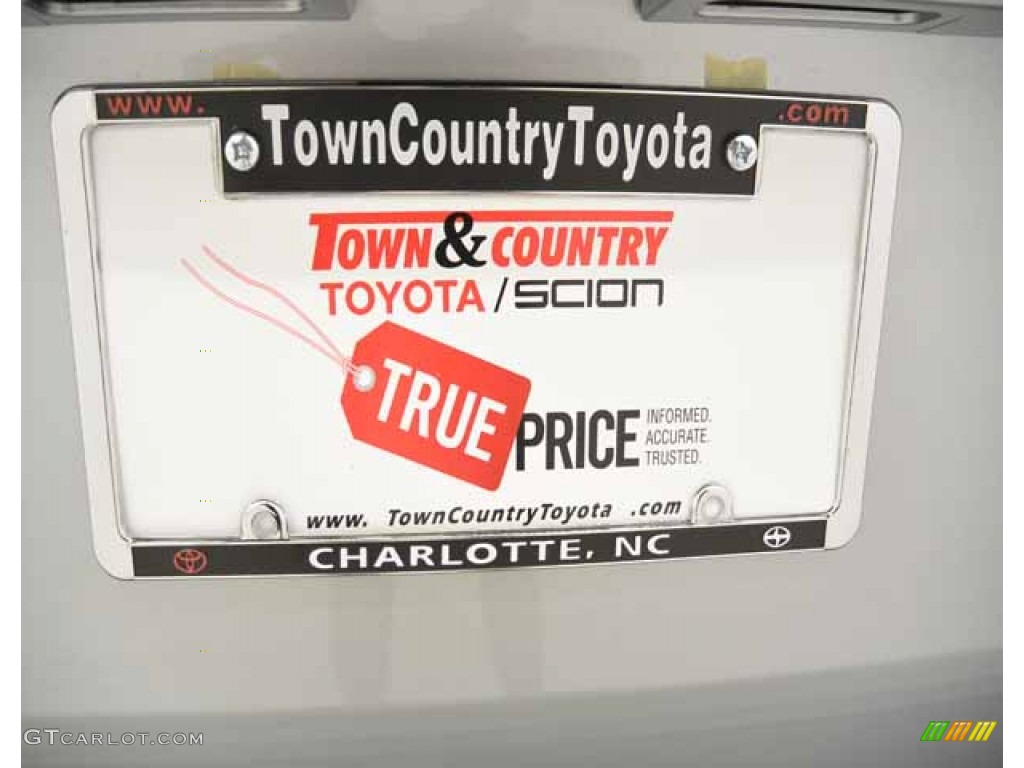 www. TownCountryToyota .com
TOWN & COUNTRY
TOYOTA / SCION
TRUE PRICE
INFORMED.
ACCURATE.
TRUSTED.
www. TownCountryToyota .com
CHARLOTTE, NC
GTCARLOT.COM